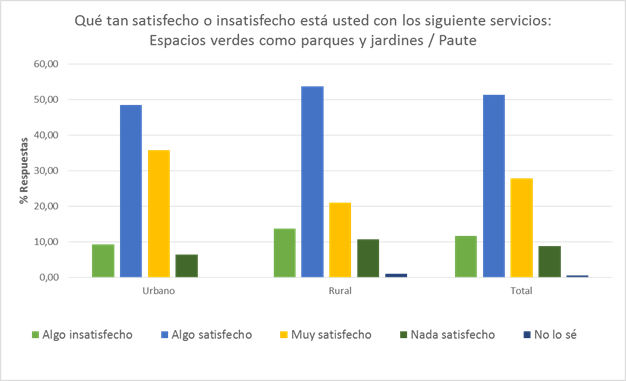 Qué tan satisfecho o insatisfecho está usted con los siguiente servicios:
Espacios verdes como parques y jardines / Paute
60,00
50,00
40,00
30,00
20,00
10,00
0,00
% Respuestas
Urbano
Rural
Total
Algo insatisfecho
Algo satisfecho
Muy satisfecho
Nada satisfecho
No lo sé